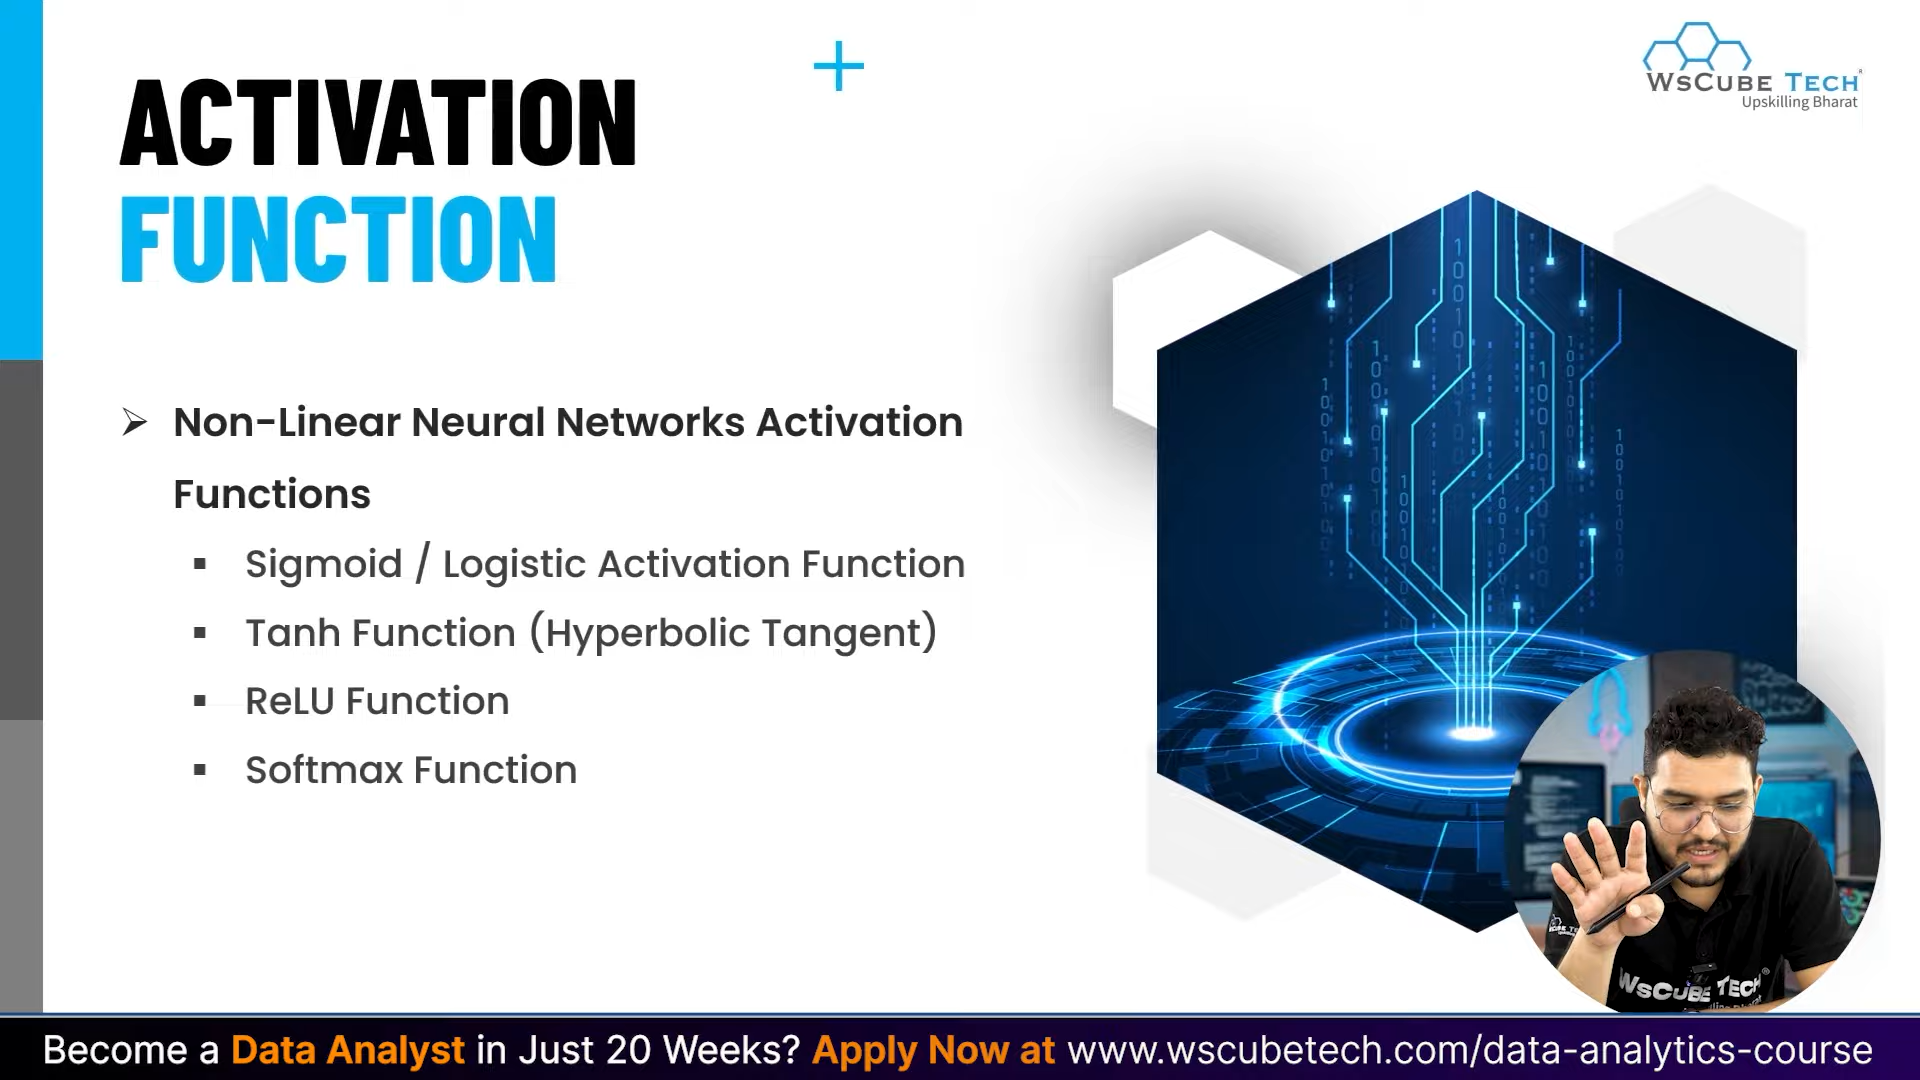 ACTIVATION
FUNCTION
WsCUBE TECH
Upskilling Bharat
➢ Non-Linear Neural Networks Activation
Functions
▪ Sigmoid / Logistic Activation Function
▪ Tanh Function (Hyperbolic Tangent)
▪ ReLU Function
▪ Softmax Function
WSCUBE TECH
Become a Data Analyst in Just 20 Weeks? Apply Now at www.wscubetech.com/data-analytics-course